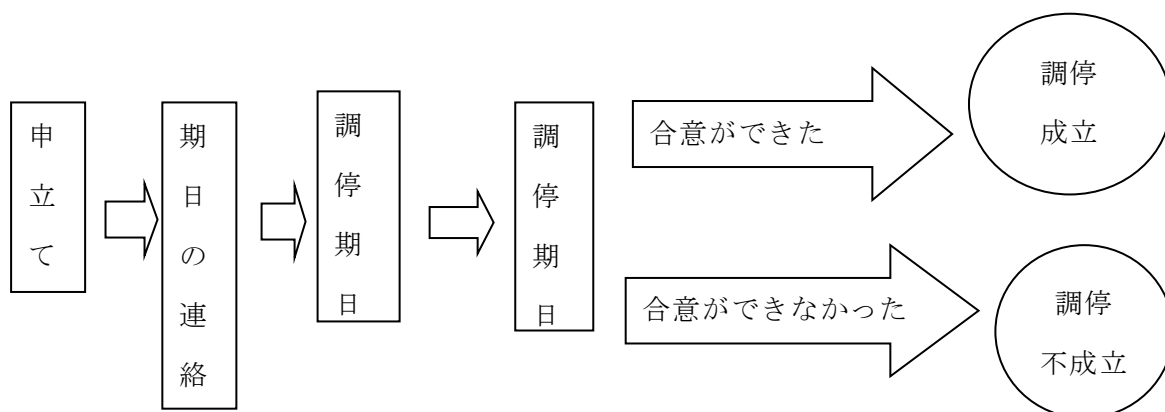 申立て
期日の連絡
調停期日
調停期日
合意ができた
調停
成立
合意ができなかった
調停
不成立